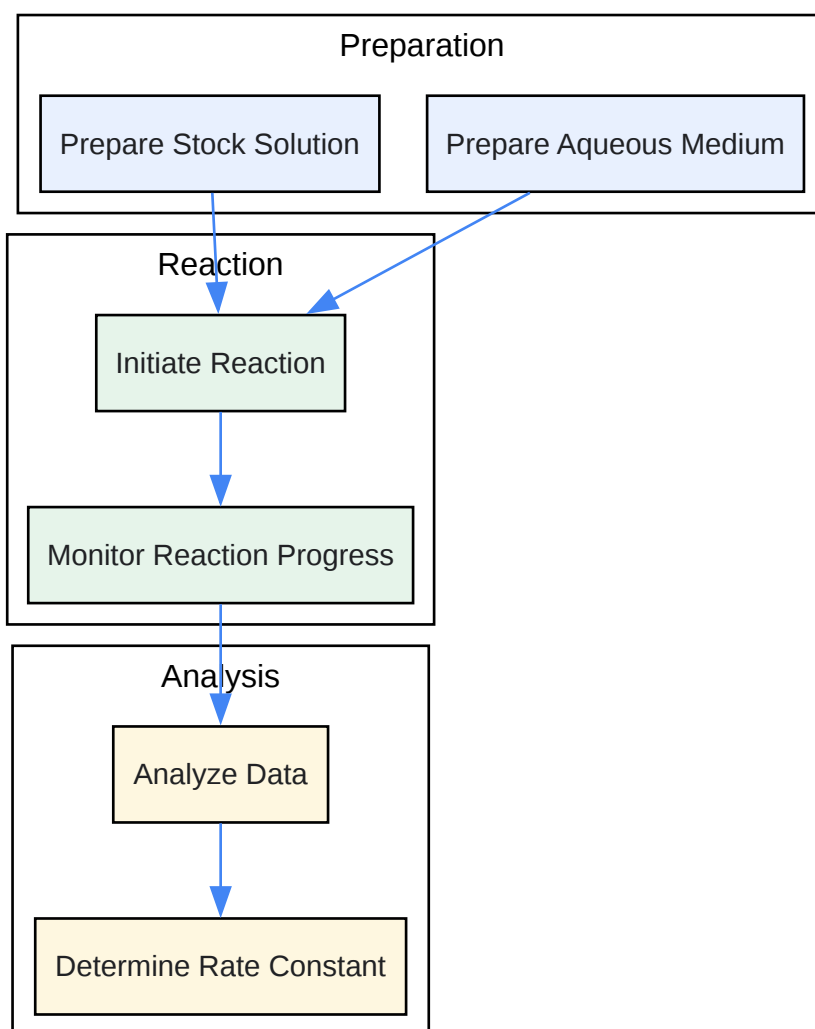 Preparation
Prepare Stock Solution
Prepare Aqueous Medium
Reaction
Initiate Reaction
Monitor Reaction Progress
Analysis
Analyze Data
Determine Rate Constant